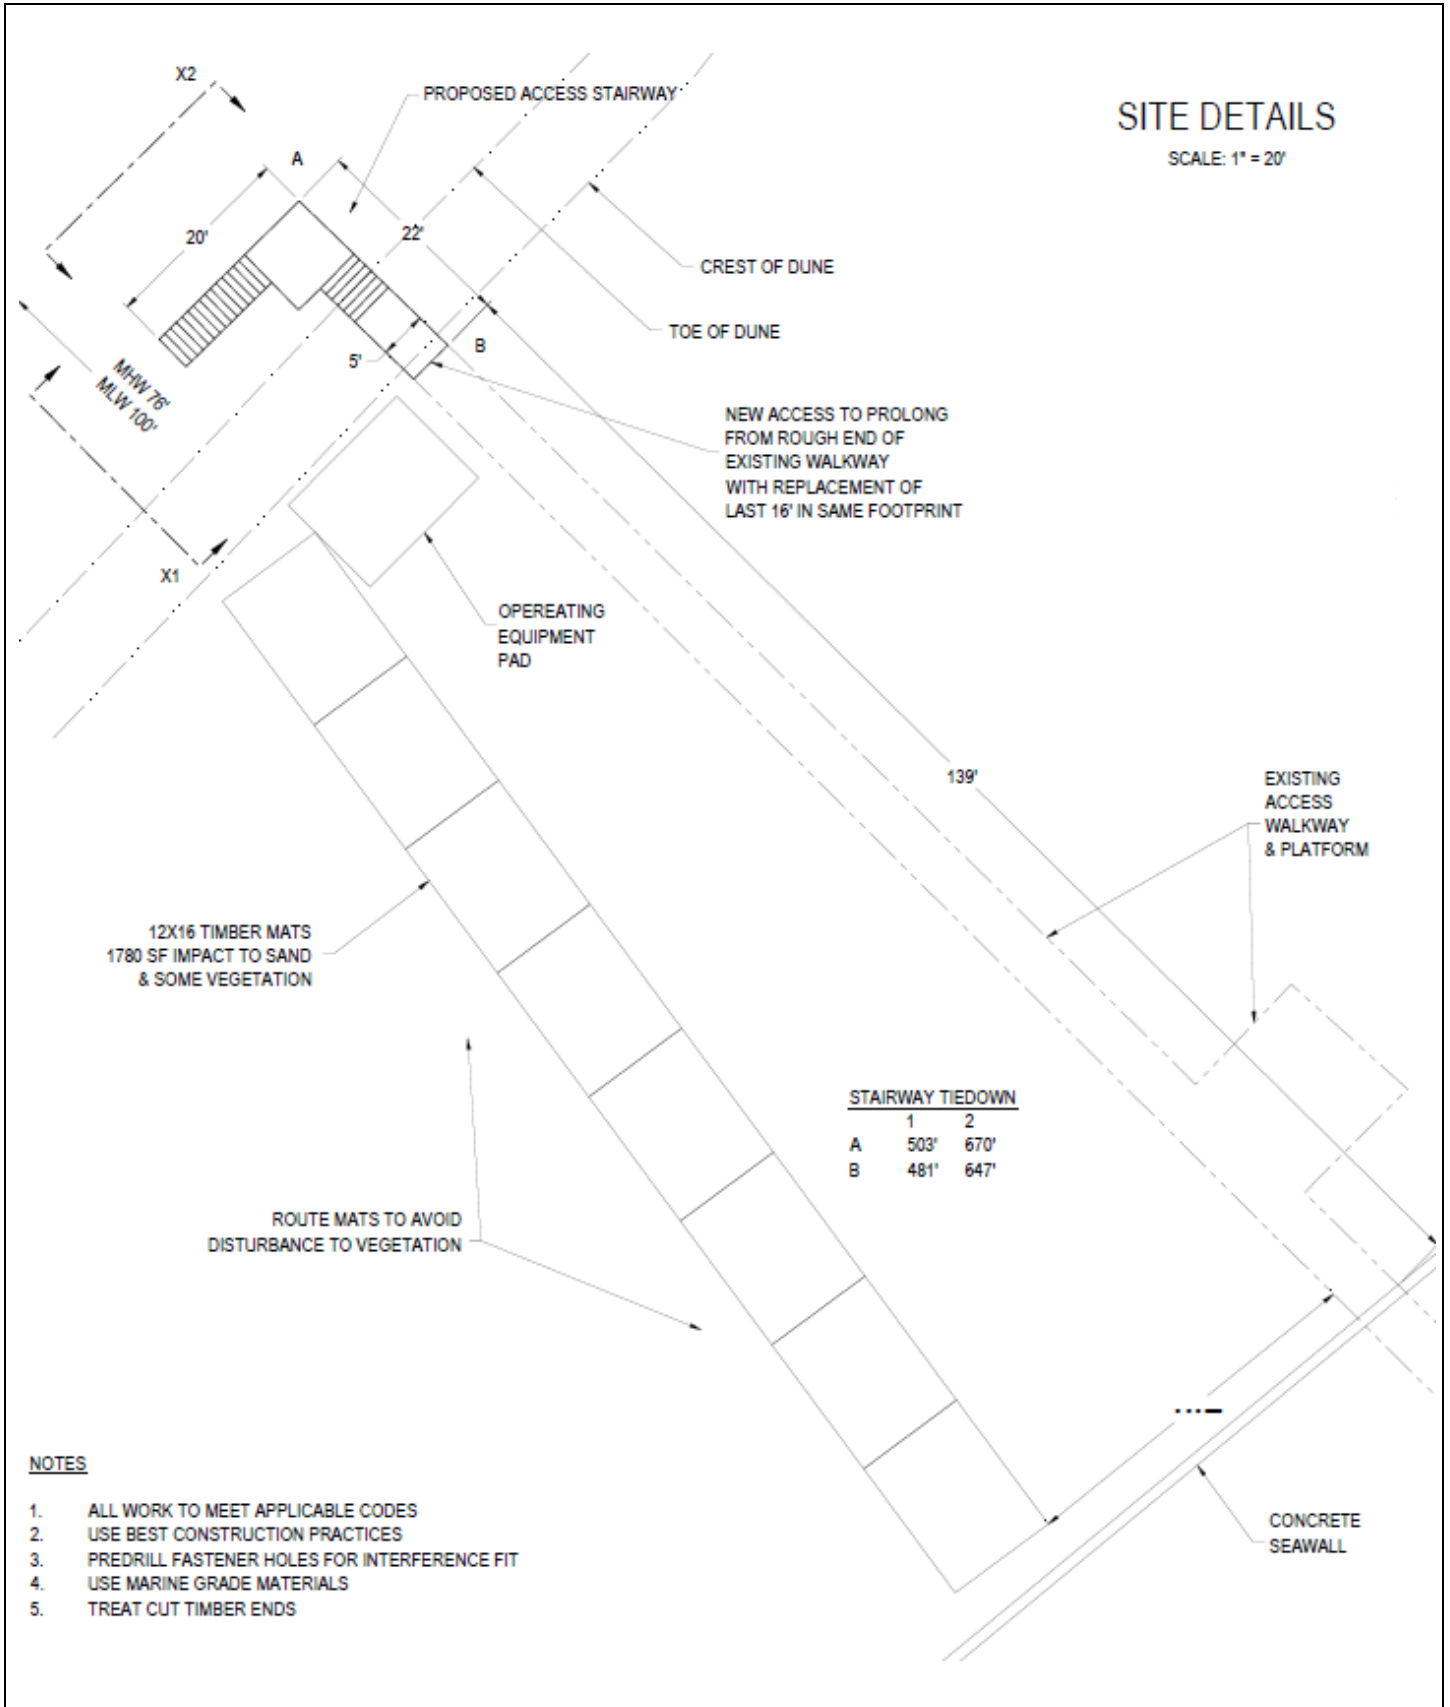 X2
PROPOSED ACCESS STAIRWAY
SITE DETAILS
SCALE: 1" = 20'
A
20'
22'
CREST OF DUNE
TOE OF DUNE
B
5'
MHW 76'
MLW 100'
NEW ACCESS TO PROLONG
FROM ROUGH END OF
EXISTING WALKWAY
WITH REPLACEMENT OF
LAST 16' IN SAME FOOTPRINT
X1
OPEREATING
EQUIPMENT
PAD
139'
EXISTING
ACCESS
WALKWAY
& PLATFORM
12X16 TIMBER MATS
1780 SF IMPACT TO SAND
& SOME VEGETATION
STAIRWAY TIEDOWN
1 2
A 503' 670'
B 481' 647'
ROUTE MATS TO AVOID
DISTURBANCE TO VEGETATION
NOTES
1. ALL WORK TO MEET APPLICABLE CODES
2. USE BEST CONSTRUCTION PRACTICES
3. PREDRILL FASTENER HOLES FOR INTERFERENCE FIT
4. USE MARINE GRADE MATERIALS
5. TREAT CUT TIMBER ENDS
CONCRETE
SEAWALL